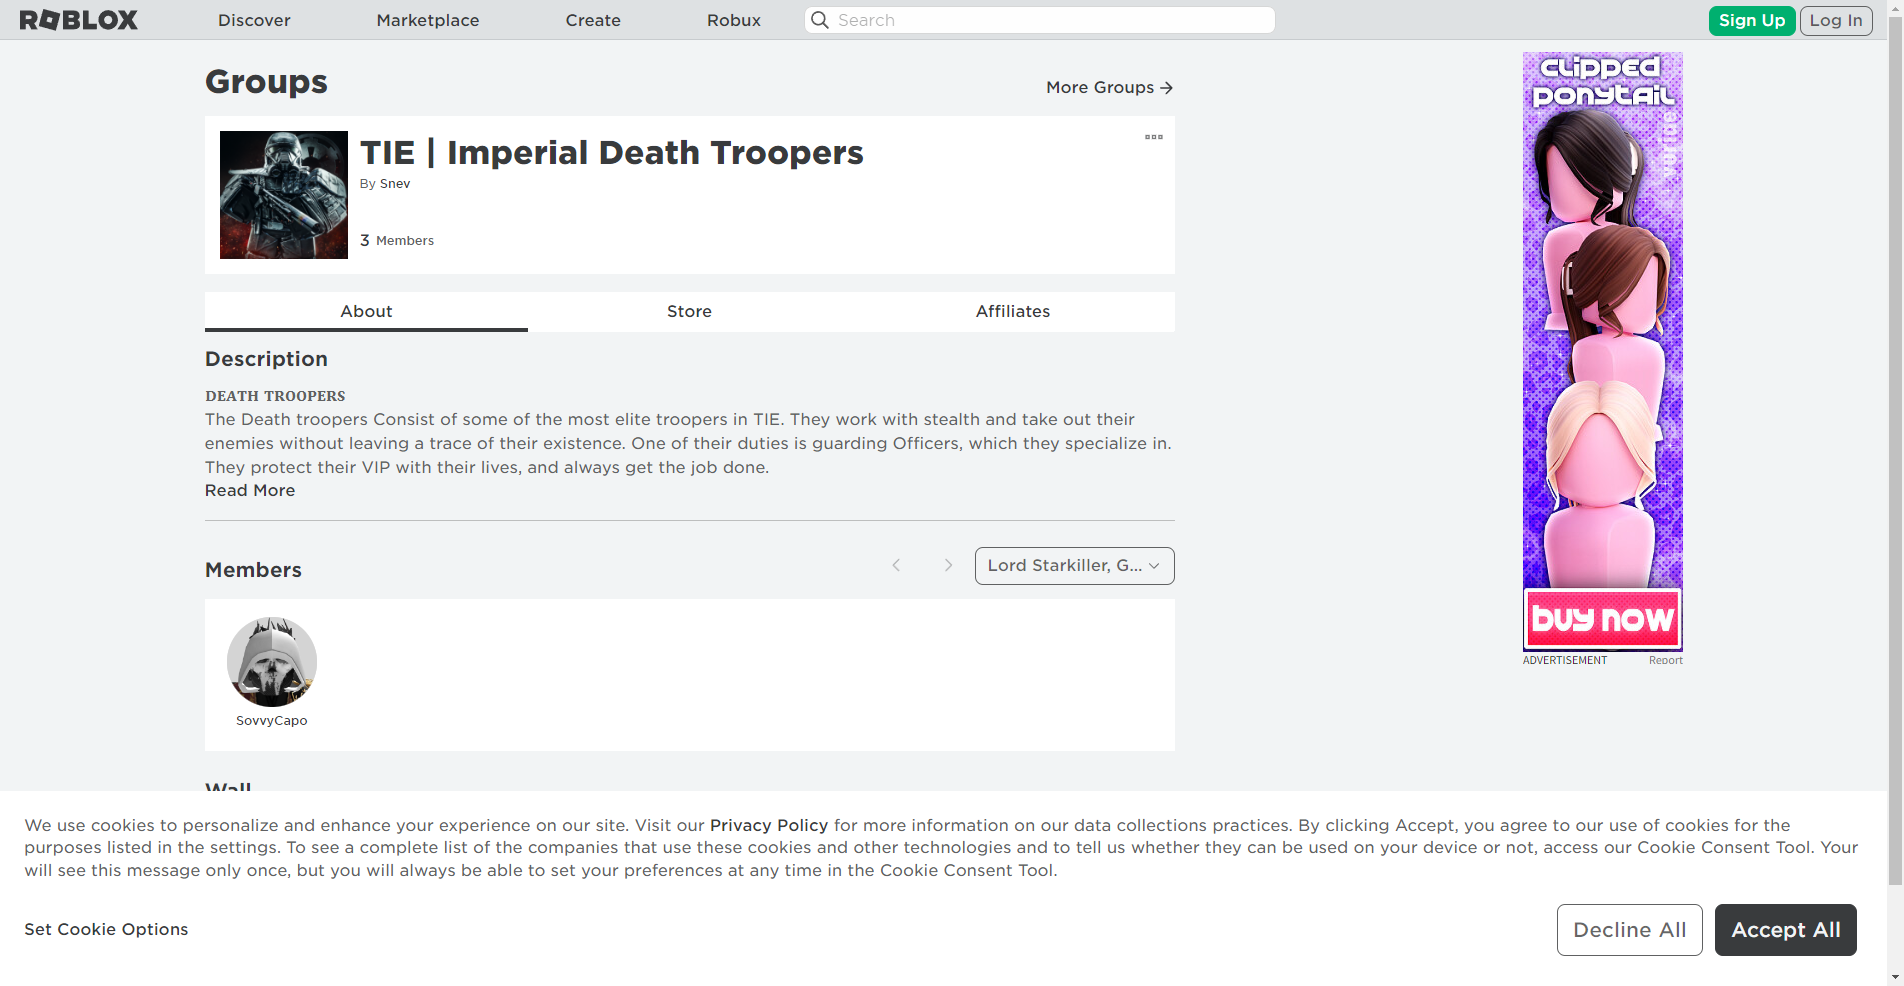 ROBLOX
Discover
Marketplace
Create
Robux
Search
Sign Up
Log In
Groups
More Groups →
TIE | Imperial Death Troopers
By Snev
3 Members
About
Store
Affiliates
Description
DEATH TROOPERS
The Death troopers Consist of some of the most elite troopers in TIE. They work with stealth and take out their
enemies without leaving a trace of their existence. One of their duties is guarding Officers, which they specialize in.
They protect their VIP with their lives, and always get the job done.
Read More
Members
Lord Starkiller, G...
SovvyCapo
Wall
CLIPPED
PONYTAIL
buy now
ADVERTISEMENT
Report
We use cookies to personalize and enhance your experience on our site. Visit our Privacy Policy for more information on our data collections practices. By clicking Accept, you agree to our use of cookies for the
purposes listed in the settings. To see a complete list of the companies that use these cookies and other technologies and to tell us whether they can be used on your device or not, access our Cookie Consent Tool. Your
will see this message only once, but you will always be able to set your preferences at any time in the Cookie Consent Tool.
Set Cookie Options
Decline All
Accept All